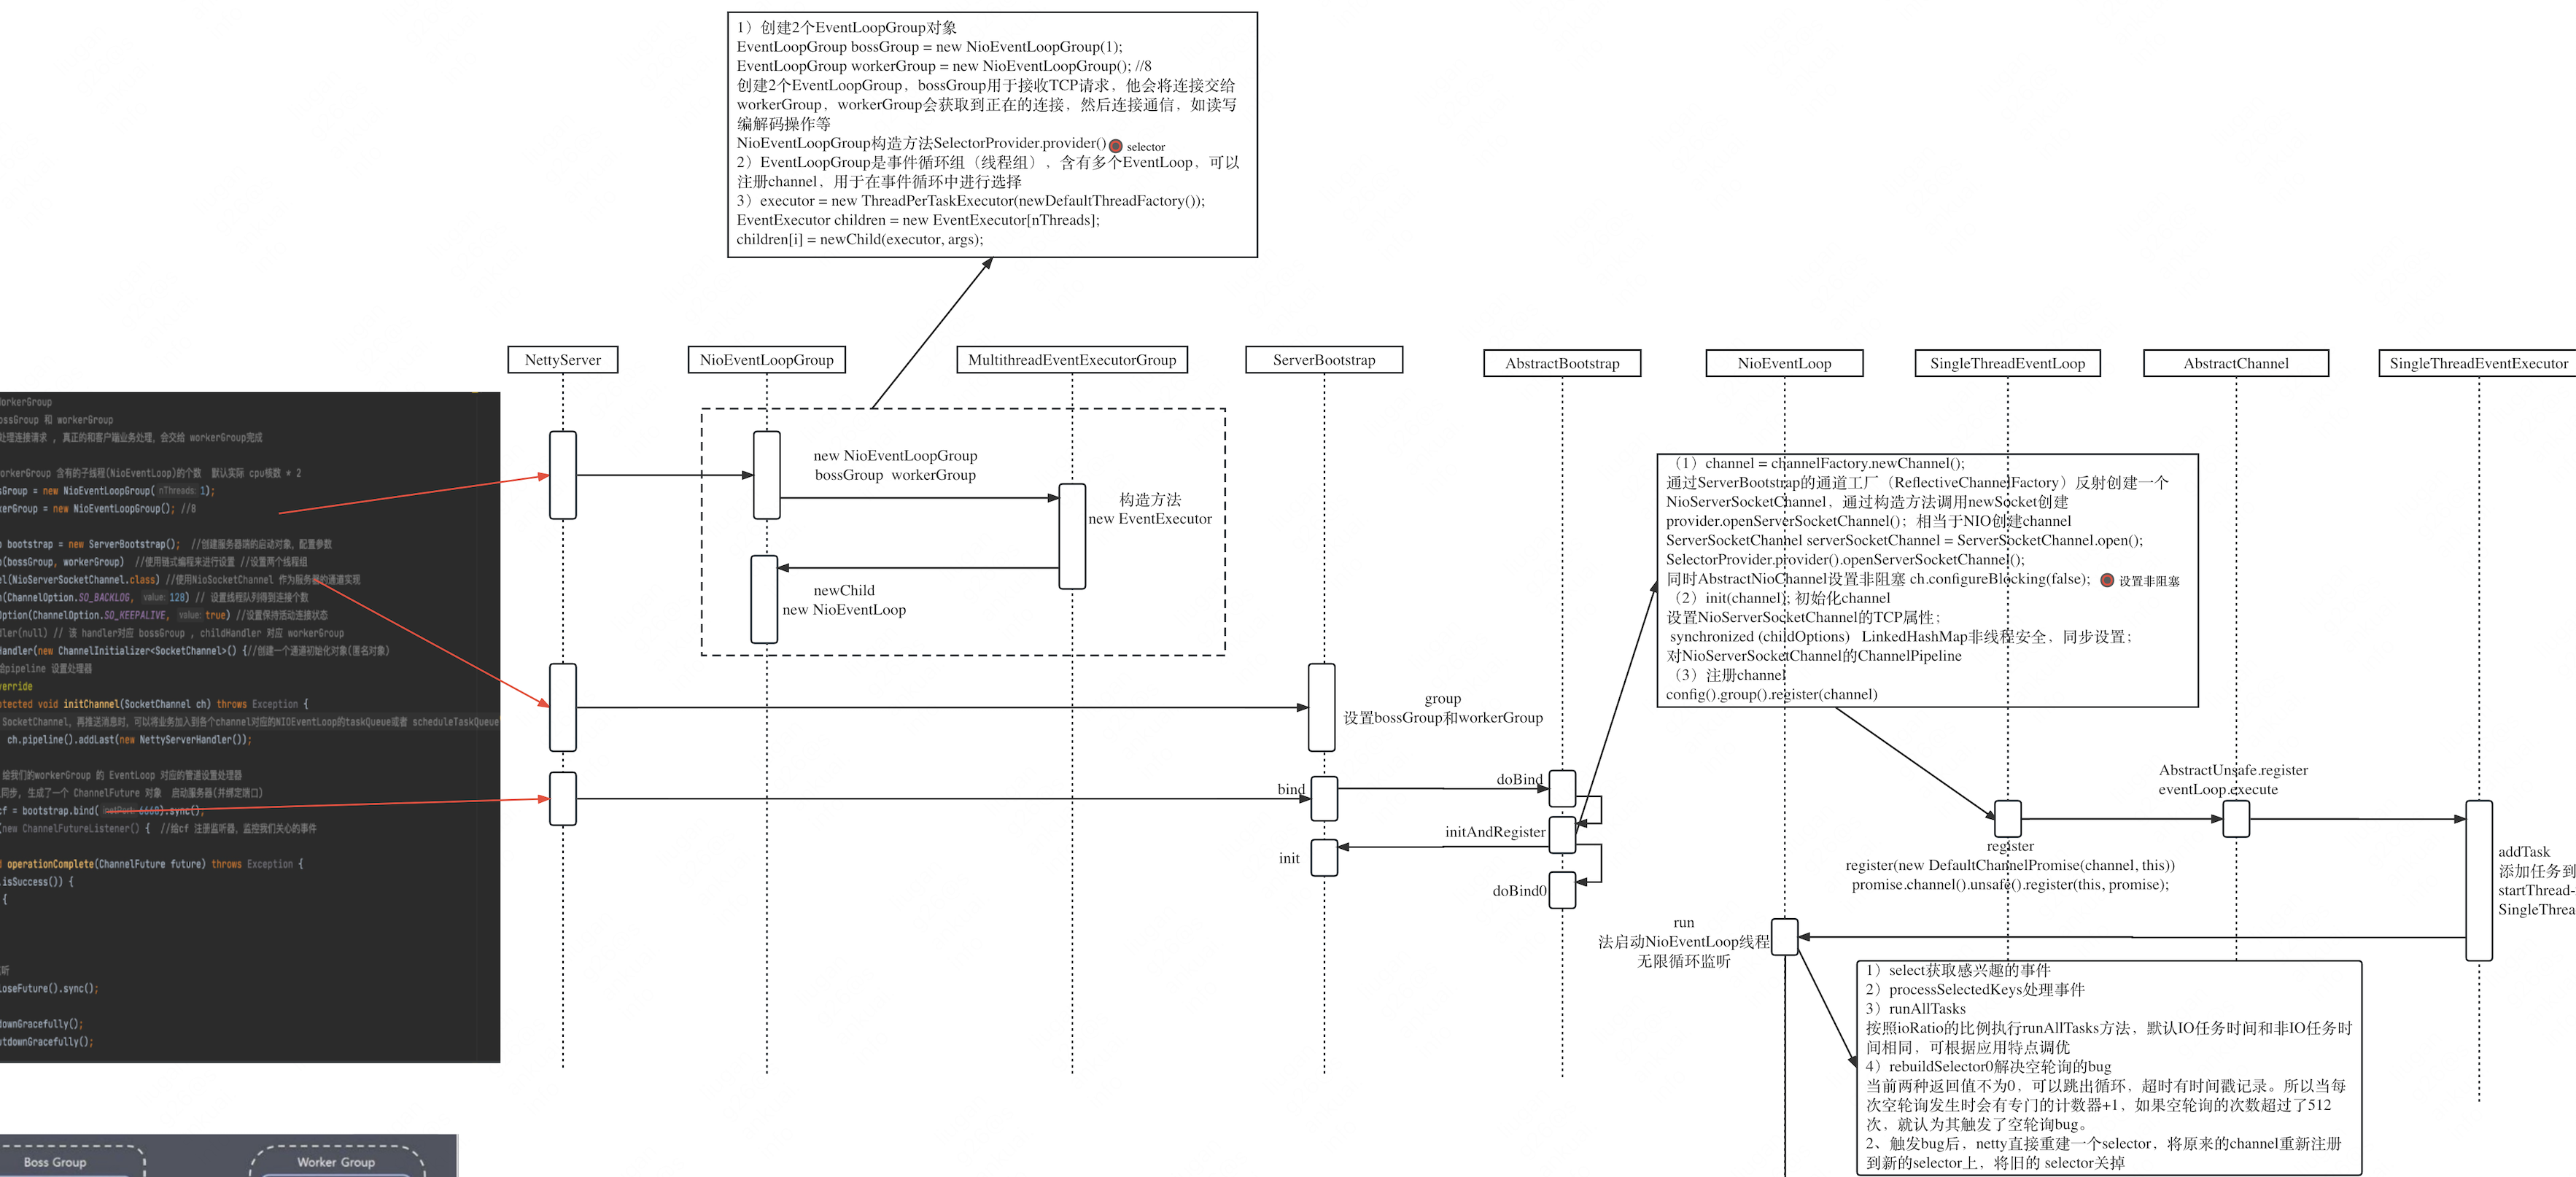 1）创建2个EventLoopGroup对象
EventLoopGroup bossGroup = new NioEventLoopGroup(1);
EventLoopGroup workerGroup = new NioEventLoopGroup(); //8
创建2个EventLoopGroup，bossGroup用于接收TCP请求，他会将连接交给
workerGroup，workerGroup会获取到正在的连接，然后连接通信，如读写
编解码操作等
NioEventLoopGroup构造方法SelectorProvider.provider() selector
2）EventLoopGroup是事件循环组（线程组），含有多个EventLoop，可以
注册channel，用于在事件循环中进行选择
3）executor = new ThreadPerTaskExecutor(newDefaultThreadFactory());
EventExecutor children = new EventExecutor[nThreads];
children[i] = newChild(executor, args);
NettyServer
NioEventLoopGroup
MultithreadEventExecutorGroup
ServerBootstrap
AbstractBootstrap
NioEventLoop
SingleThreadEventLoop
AbstractChannel
SingleThreadEventExecutor
WorkerGroup
bossGroup 和 workerGroup
处理连接请求 , 真正的和客户端业务处理, 会交给 workerGroup完成
workerGroup 含有的子线程(NioEventLoop)的个数 默认实际 cpu核数 * 2
sGroup = new NioEventLoopGroup( nThreads: 1);
kerGroup = new NioEventLoopGroup(); //8
p bootstrap = new ServerBootstrap(); //创建服务器端的启动对象, 配置参数
(bossGroup, workerGroup) //使用链式编程来进行设置 //设置两个线程组
el(NioServerSocketChannel.class) //使用NioSocketChannel 作为服务器的通道实现
n(ChannelOption.SO_BACKLOG, value: 128) // 设置线程队列得到连接个数
Option(ChannelOption.SO_KEEPALIVE, value: true) //设置保持活动连接状态
dler(null) // 该 handler对应 bossGroup , childHandler 对应 workerGroup
Handler(new ChannelInitializer<SocketChannel>() {//创建一个通道初始化对象(匿名对象)
给pipeline 设置处理器
verride
otected void initChannel(SocketChannel ch) throws Exception {
SocketChannel, 再推送消息时, 可以将业务加入到各个channel对应的NIOEventLoop的taskQueue或者 scheduleTaskQueue
ch.pipeline().addLast(new NettyServerHandler());
给我们的workerGroup 的 EventLoop 对应的管道设置处理器
同步, 生成了一个 ChannelFuture 对象 启动服务器(并绑定端口)
cf = bootstrap.bind( 6668).sync();
(new ChannelFutureListener() { //给cf 注册监听器, 监控我们关心的事件
d operationComplete(ChannelFuture future) throws Exception {
.isSuccess()) {
{
听
loseFuture().sync();
downGracefully();
utdownGracefully();
Boss Group
Worker Group
new NioEventLoopGroup
bossGroup workerGroup
构造方法
new EventExecutor
newChild
new NioEventLoop
group
设置bossGroup和workerGroup
bind
doBind
initAndRegister
init
doBind0
（1）channel = channelFactory.newChannel();
通过ServerBootstrap的通道工厂（ReflectiveChannelFactory）反射创建一个
NioServerSocketChannel，通过构造方法调用newSocket创建
provider.openServerSocketChannel()；相当于NIO创建channel
ServerSocketChannel serverSocketChannel = ServerSocketChannel.open();
SelectorProvider.provider().openServerSocketChannel();
同时AbstractNioChannel设置非阻塞 ch.configureBlocking(false); 设置非阻塞
（2）init(channel); 初始化channel
设置NioServerSocketChannel的TCP属性；
synchronized (childOptions) LinkedHashMap非线程安全，同步设置；
对NioServerSocketChannel的ChannelPipeline
（3）注册channel
config().group().register(channel)
AbstractUnsafe.register
eventLoop.execute
register
register(new DefaultChannelPromise(channel, this))
promise.channel().unsafe().register(this, promise);
addTask
添加任务到
startThread-
SingleThrea
run
法启动NioEventLoop线程
无限循环监听
1）select获取感兴趣的事件
2）processSelectedKeys处理事件
3）runAllTasks
按照ioRatio的比例执行runAllTasks方法，默认IO任务时间和非IO任务时
间相同，可根据应用特点调优
4）rebuildSelector0解决空轮询的bug
当前两种返回值不为0，可以跳出循环，超时有时间戳记录。所以当每
次空轮询发生时会有专门的计数器+1，如果空轮询的次数超过了512
次，就认为其触发了空轮询bug。
2、触发bug后，netty直接重建一个selector，将原来的channel重新注册
到新的selector上，将旧的 selector关掉